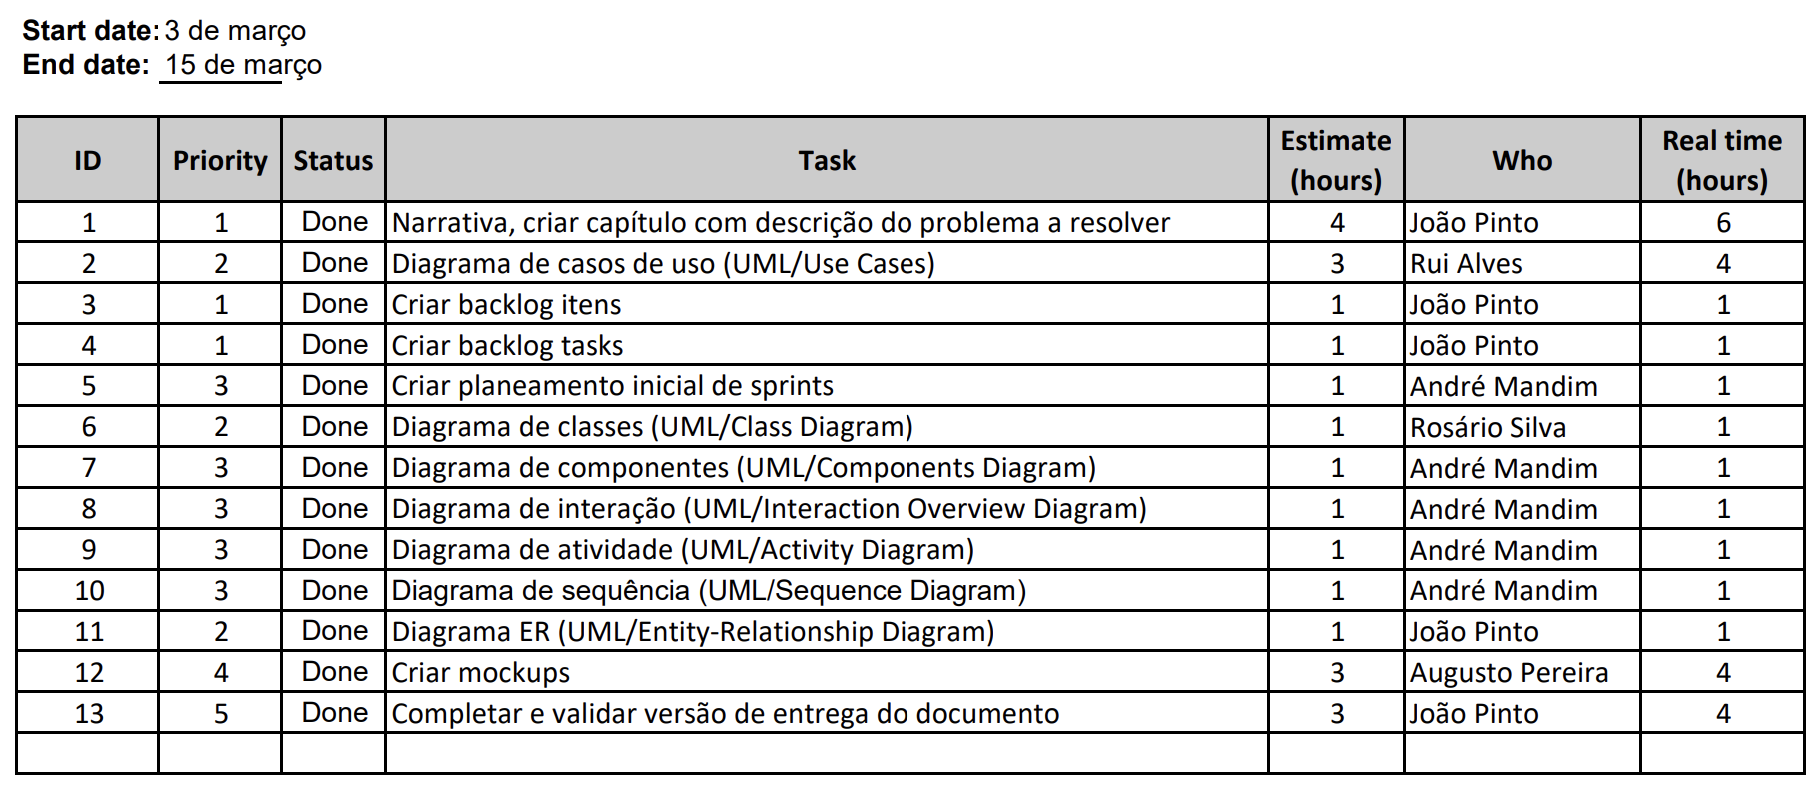 Start date: 3 de março
End date: 15 de março
ID Priority Status Task Estimate (hours) Who Real time (hours)
1 1 Done Narrativa, criar capítulo com descrição do problema a resolver 4 João Pinto 6
2 2 Done Diagrama de casos de uso (UML/Use Cases) 3 Rui Alves 4
3 1 Done Criar backlog itens 1 João Pinto 1
4 1 Done Criar backlog tasks 1 João Pinto 1
5 3 Done Criar planeamento inicial de sprints 1 André Mandim 1
6 2 Done Diagrama de classes (UML/Class Diagram) 1 Rosário Silva 1
7 3 Done Diagrama de componentes (UML/Components Diagram) 1 André Mandim 1
8 3 Done Diagrama de interação (UML/Interaction Overview Diagram) 1 André Mandim 1
9 3 Done Diagrama de atividade (UML/Activity Diagram) 1 André Mandim 1
10 3 Done Diagrama de sequência (UML/Sequence Diagram) 1 André Mandim 1
11 2 Done Diagrama ER (UML/Entity-Relationship Diagram) 1 João Pinto 1
12 4 Done Criar mockups 3 Augusto Pereira 4
13 5 Done Completar e validar versão de entrega do documento 3 João Pinto 4